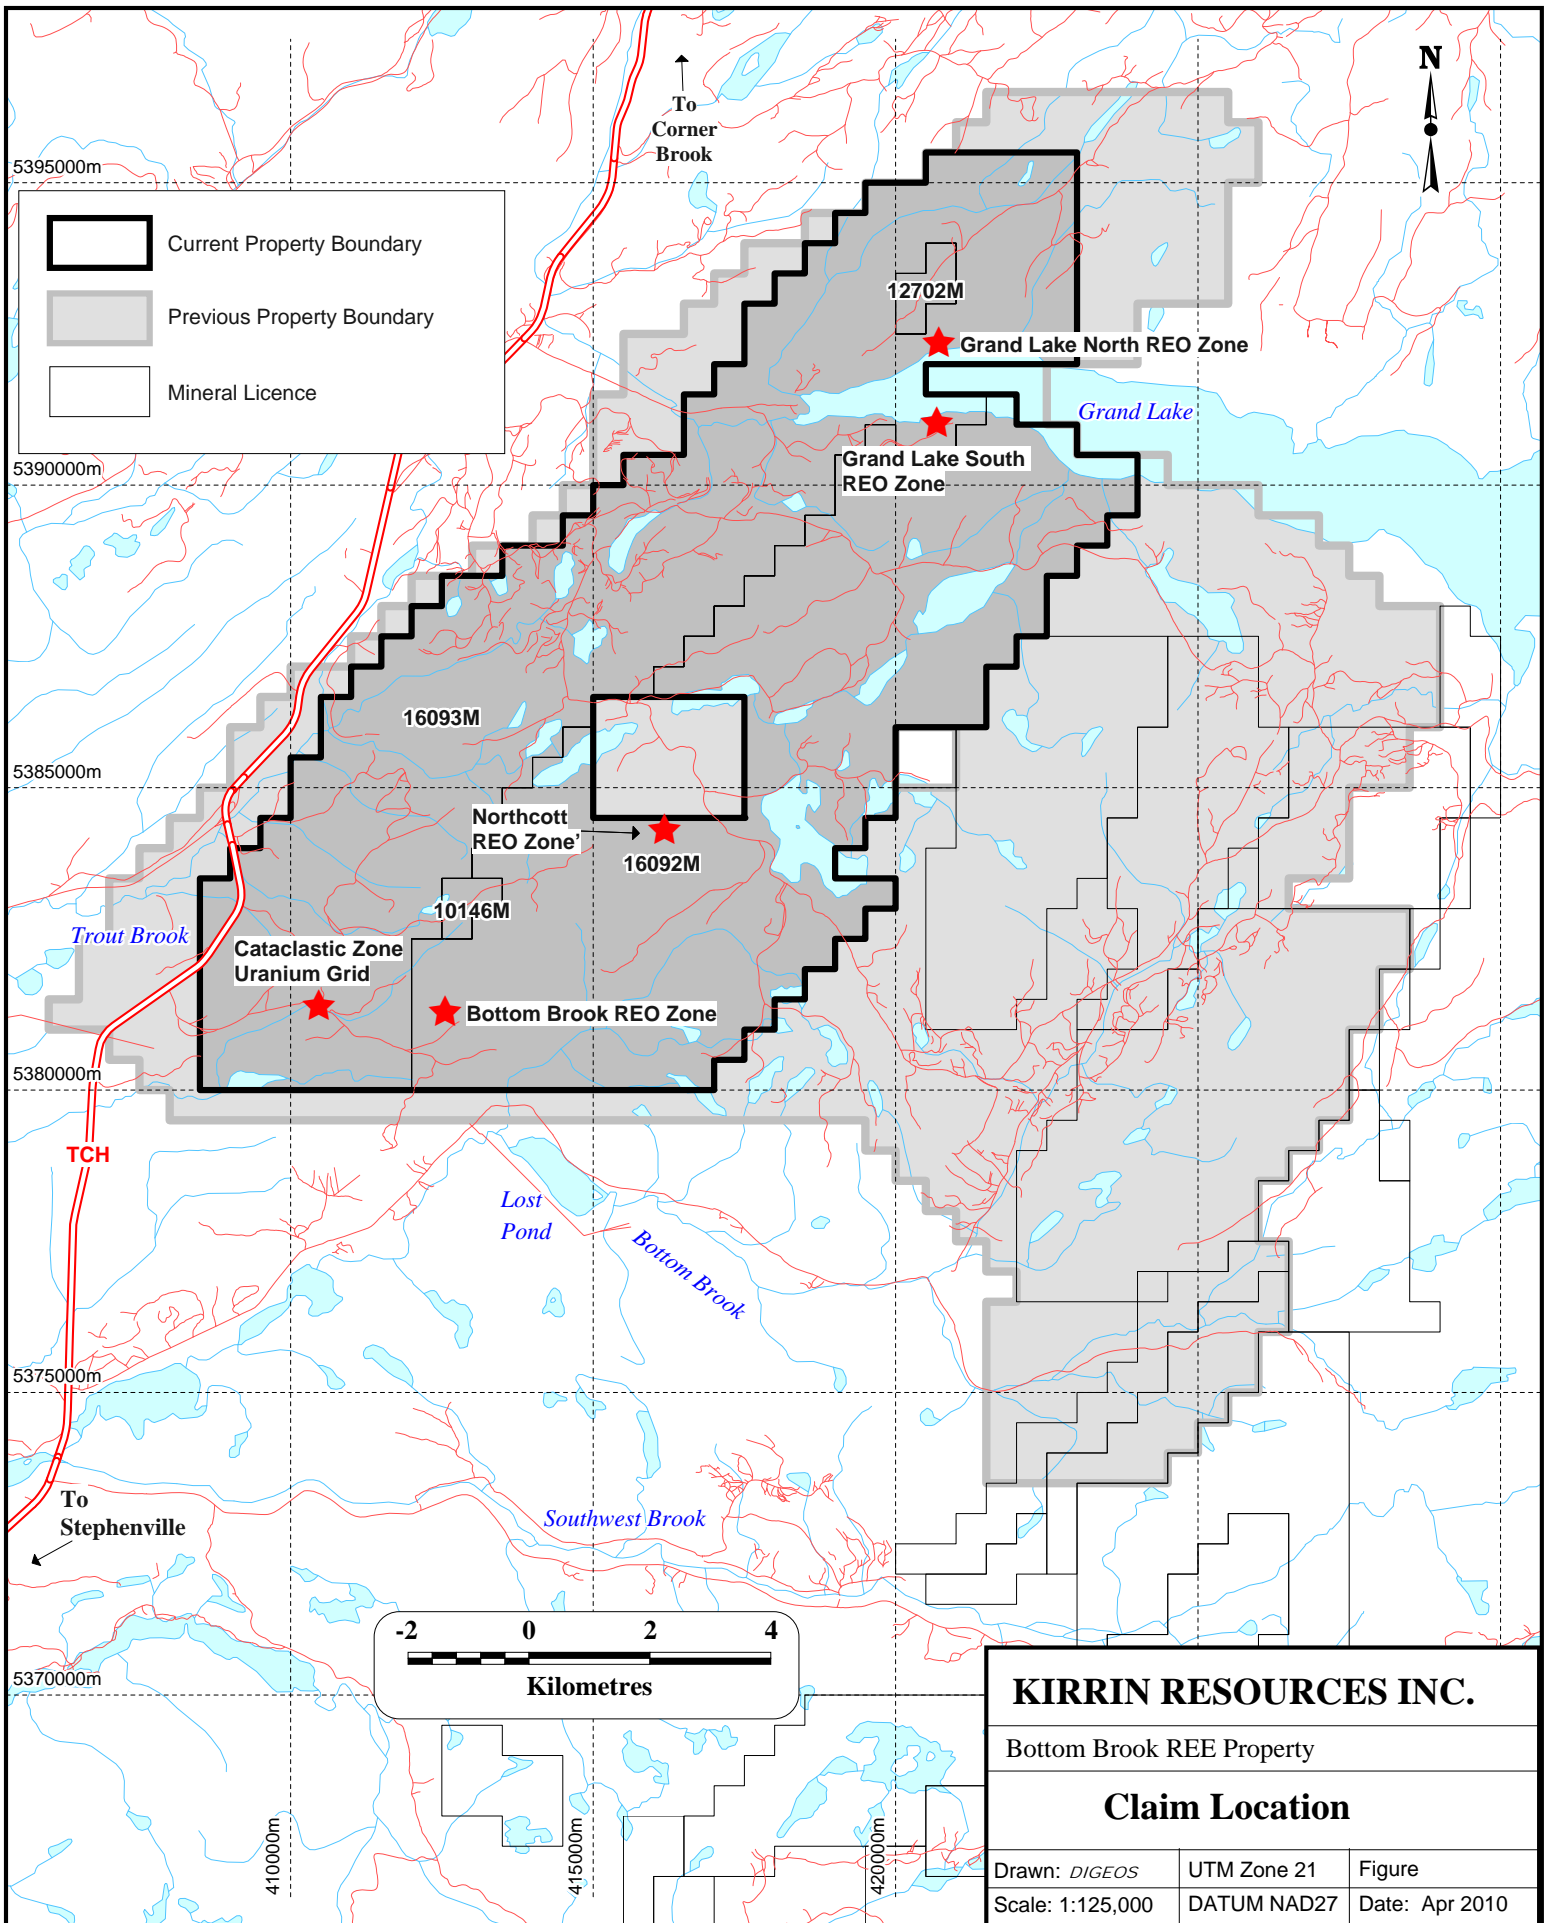 N
To
Corner
Brook
5395000m
Current Property Boundary
Previous Property Boundary
Mineral Licence
12702M
Grand Lake North REO Zone
Grand Lake
Grand Lake South
REO Zone
5390000m
16093M
5385000m
Northcott
REO Zone’
16092M
10146M
Trout Brook
Cataclastic Zone
Uranium Grid
Bottom Brook REO Zone
5380000m
TCH
Lost
Pond
Bottom Brook
5375000m
To
Stephenville
Southwest Brook
-2 0 2 4
Kilometres
5370000m
410000m
415000m
420000m
KIRRIN RESOURCES INC.
Bottom Brook REE Property
Claim Location
Drawn: DIGEOS UTM Zone 21 Figure
Scale: 1:125,000 DATUM NAD27 Date: Apr 2010